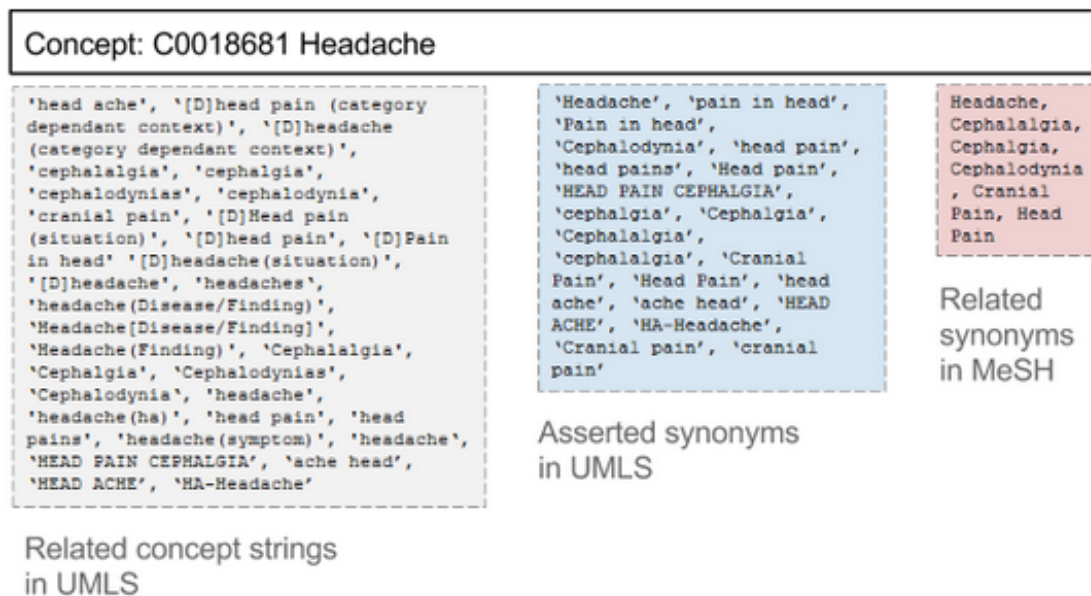 Concept: C0018681 Headache
'head ache', '[D]head pain (category
dependant context)', '[D]headache
(category dependant context)',
'cephalalgia', 'cephalgia',
'cephalodynias', 'cephalodynia',
'cranial pain', '[D]Head pain
(situation)', '[D]head pain', '[D]Pain
in head' '[D]headache(situation)',
'[D]headache', 'headaches',
'headache(Disease/Finding)',
'Headache[Disease/Finding]',
'Headache(Finding)', 'Cephalalgia',
'Cephalgia', 'Cephalodynias',
'Cephalodynia', 'headache',
'headache(ha)', 'head pain', 'head
pains', 'headache(symptom)', 'headache',
'HEAD PAIN CEPHALGIA', 'ache head',
'HEAD ACHE', 'HA-Headache'
Related concept strings
in UMLS
'Headache', 'pain in head',
'Pain in head',
'Cephalodynia', 'head pain',
'head pains', 'Head pain',
'HEAD PAIN CEPHALGIA',
'cephalgia', 'Cephalgia',
'Cephalalgia',
'cephalalgia', 'Cranial
Pain', 'Head Pain', 'head
ache', 'ache head', 'HEAD
ACHE', 'HA-Headache',
'Cranial pain', 'cranial
pain'
Asserted synonyms
in UMLS
Headache,
Cephalalgia,
Cephalgia,
Cephalodynia
, Cranial
Pain, Head
Pain
Related
synonyms
in MeSH